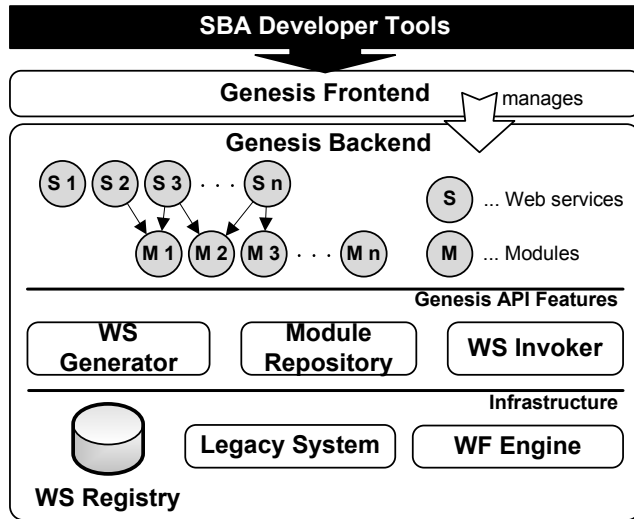 SBA Developer Tools
Genesis Frontend
manages
Genesis Backend
S 1 S 2 S 3 . . . S n
S ... Web services
M 1 M 2 M 3 . . . M n
M ... Modules
Genesis API Features
WS
Generator
Module
Repository
WS Invoker
Infrastructure
Legacy System
WF Engine
WS Registry